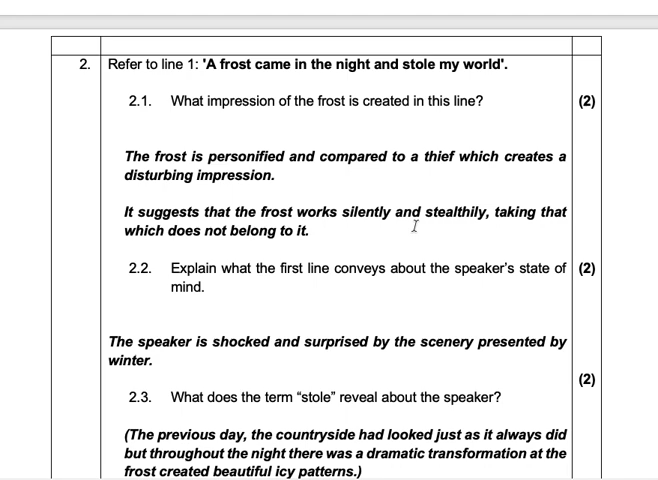 2. Refer to line 1: 'A frost came in the night and stole my world'.
2.1. What impression of the frost is created in this line? (2)
The frost is personified and compared to a thief which creates a
disturbing impression.
It suggests that the frost works silently and stealthily, taking that
which does not belong to it.
2.2. Explain what the first line conveys about the speaker's state of (2)
mind.
The speaker is shocked and surprised by the scenery presented by
winter.
(2)
2.3. What does the term “stole” reveal about the speaker?
(The previous day, the countryside had looked just as it always did
but throughout the night there was a dramatic transformation at the
frost created beautiful icy patterns.)